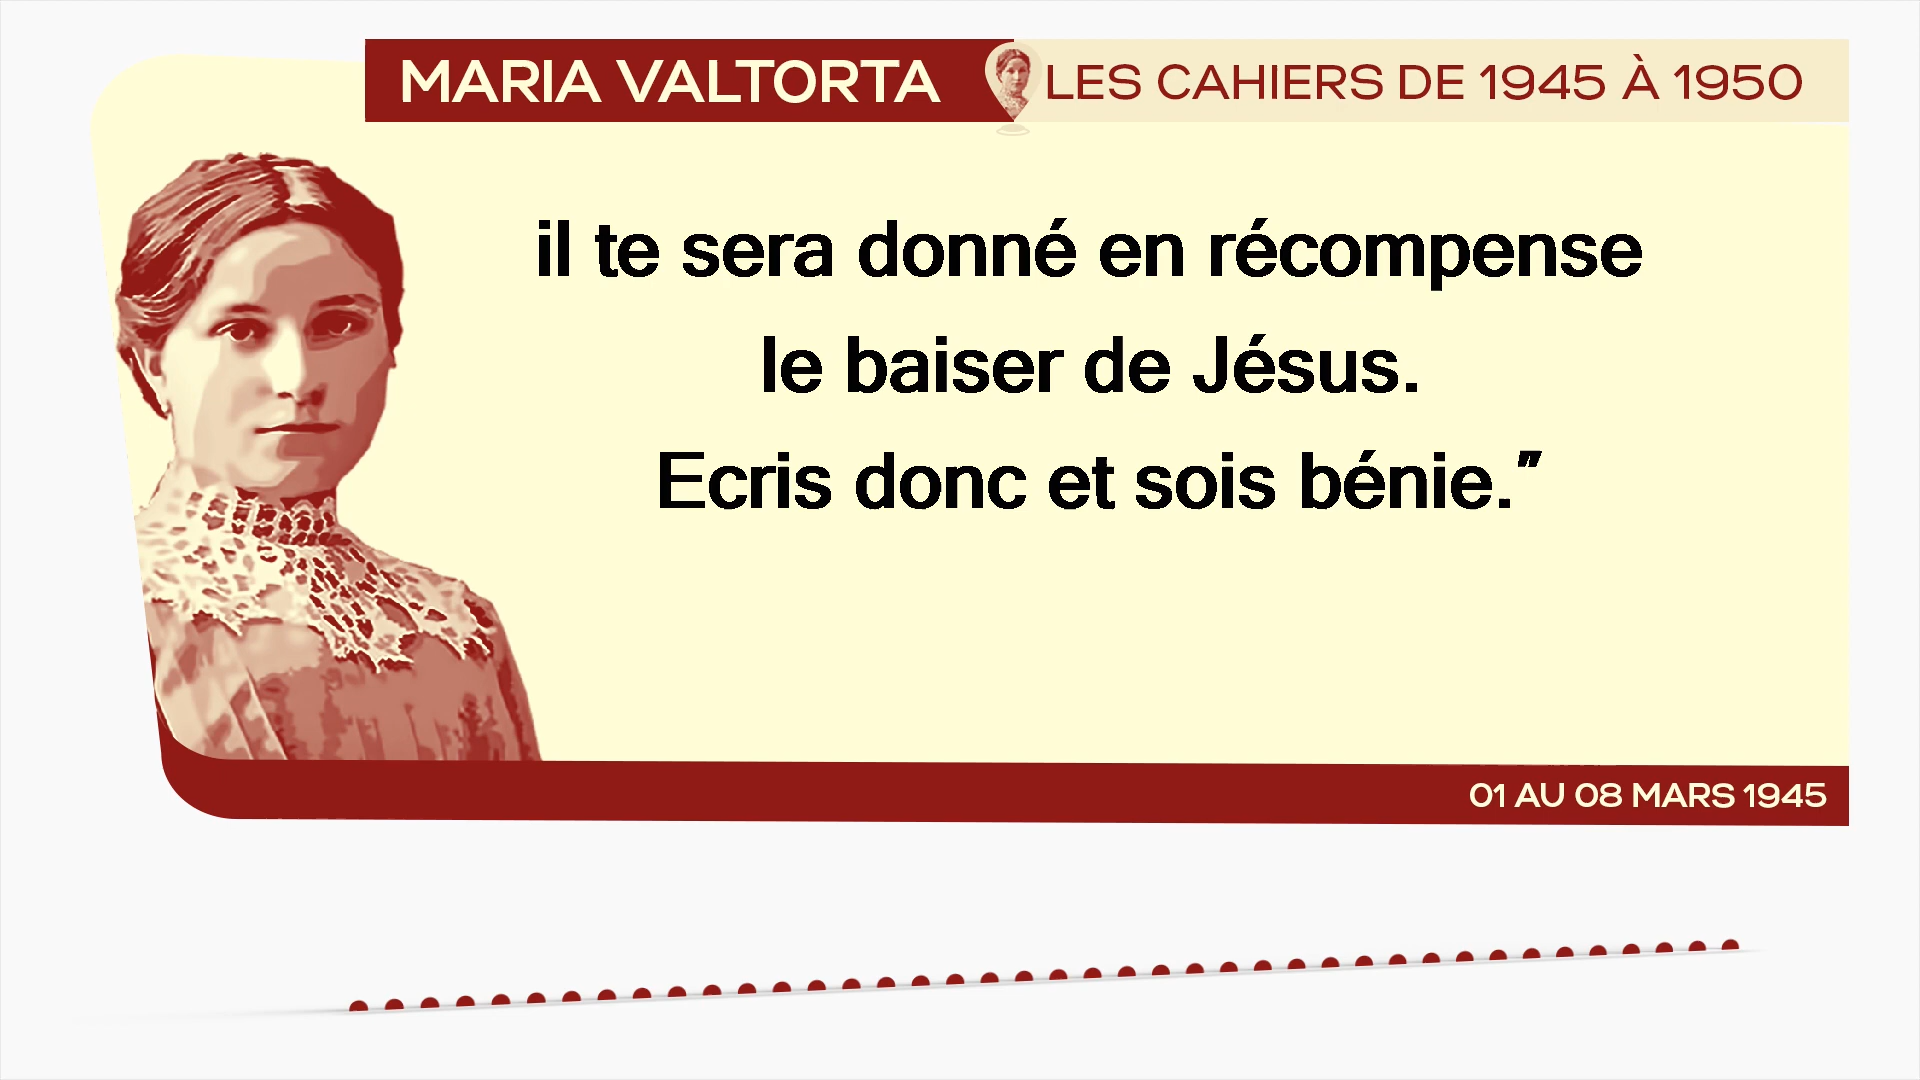 MARIA VALTORTA
LES CAHIERS DE 1945 À 1950
il te sera donné en récompense
le baiser de Jésus.
Ecris donc et sois bénie."
01 AU 08 MARS 1945